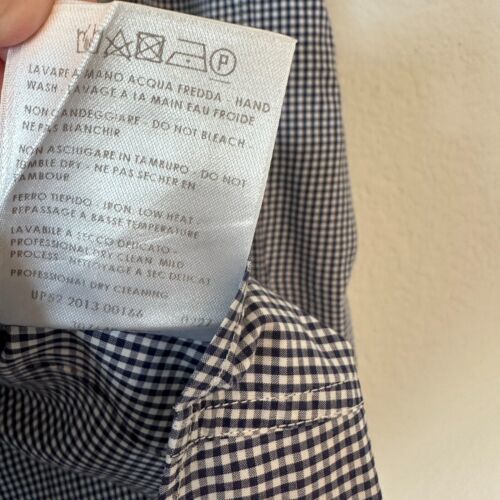 P
LAVARE A MANO ACQUA FREDDA - HAND
WASH - LAVAGE A LA MAIN EAU FROIDE
NON CANDEGGIARE - DO NOT BLEACH
NE PAS BLANCHIR
NON ASCIUGARE IN TAMBURO - DO NOT
TUMBLE DRY - NE PAS SECHER EN
TAMBOUR
FERRO TIEPIDO - IRON, LOW HEAT -
REPASSAGE A BASSE TEMPERATURE
LAVABILE A SECCO DELICATO -
PROFESSIONAL DRY CLEAN, MILD
PROCESS - NETTOYAGE A SEC DELICAT
PROFESSIONAL DRY CLEANING
UP52 2013 00166